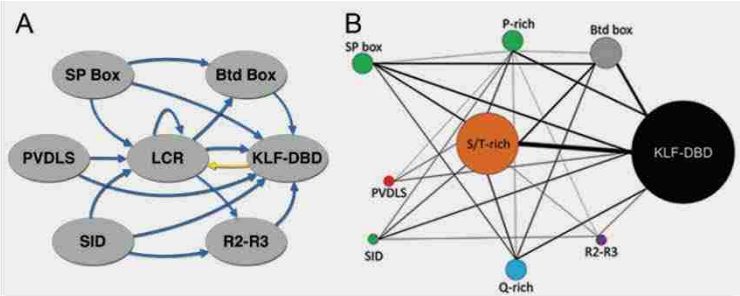 A
SP Box
Btd Box
PVDLS
LCR
KLF-DBD
SID
R2-R3
B
P-rich
SP box
Btd box
S/T-rich
KLF-DBD
PVDLS
SID
R2-R3
Q-rich